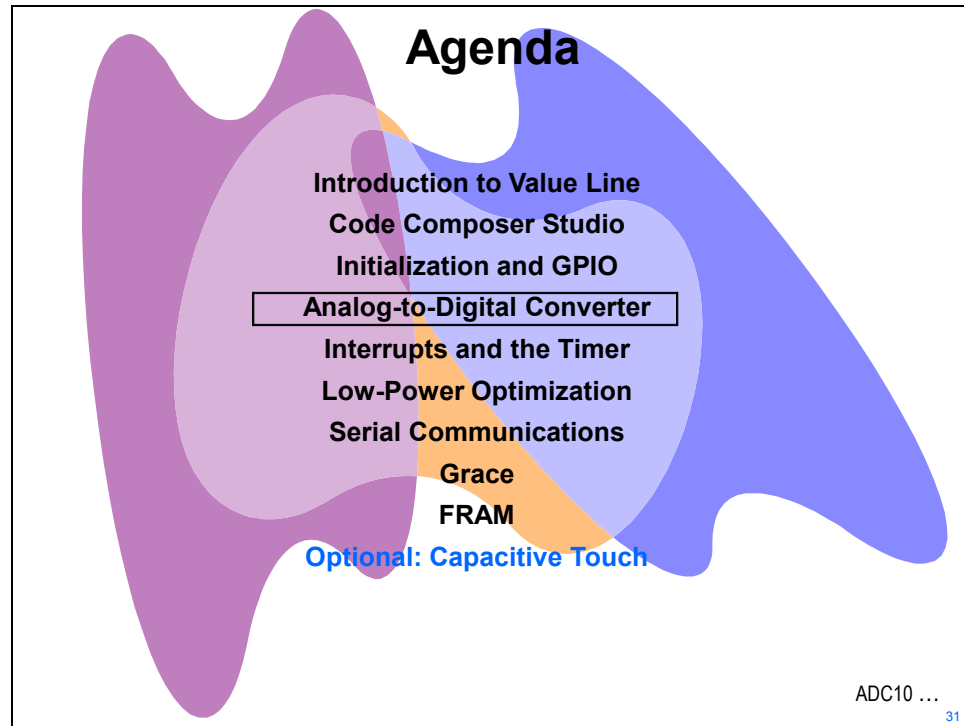 Agenda
Introduction to Value Line
Code Composer Studio
Initialization and GPIO
Analog-to-Digital Converter
Interrupts and the Timer
Low-Power Optimization
Serial Communications
Grace
FRAM
Optional: Capacitive Touch
ADC10 …
31